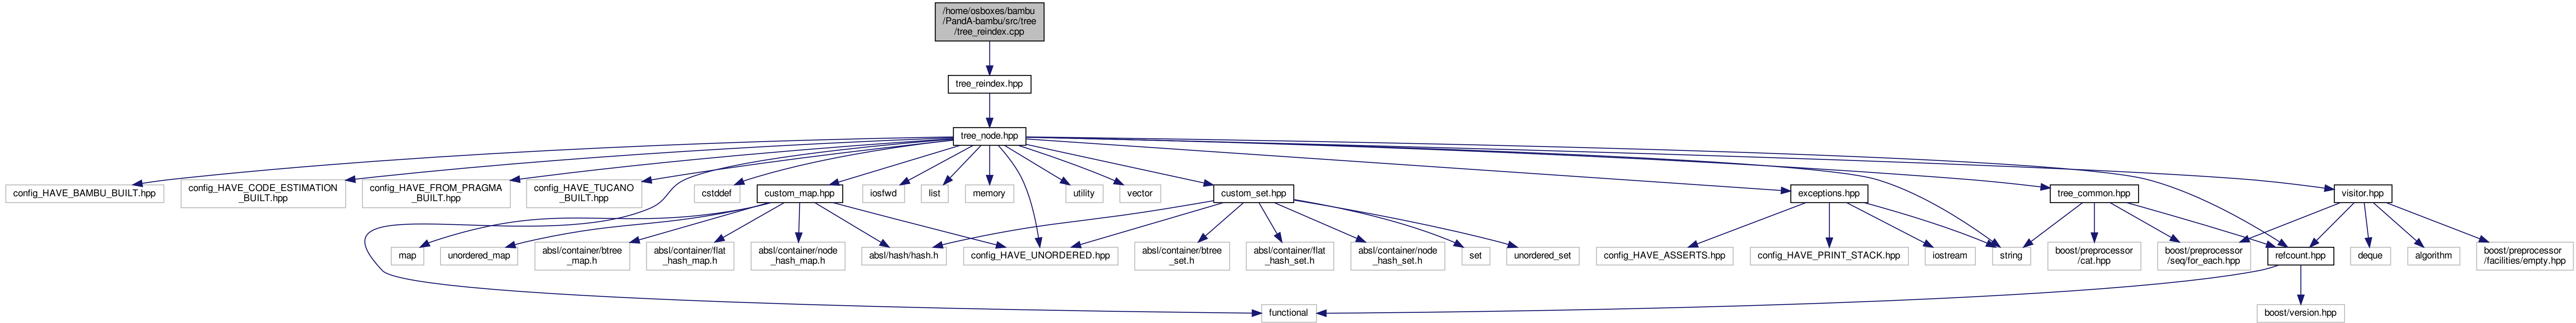 /home/osboxes/bambu
/PandA-bambu/src/tree
/tree_reindex.cpp
tree_reindex.hpp
tree_node.hpp
config_HAVE_BAMBU_BUILT.hpp
config_HAVE_CODE_ESTIMATION
_BUILT.hpp
config_HAVE_FROM_PRAGMA
_BUILT.hpp
config_HAVE_TUCANO
_BUILT.hpp
cstddef
custom_map.hpp
iosfwd
list
memory
utility
vector
custom_set.hpp
exceptions.hpp
tree_common.hpp
visitor.hpp
map
unordered_map
absl/container/btree
_map.h
absl/container/flat
_hash_map.h
absl/container/node
_hash_map.h
absl/hash/hash.h
config_HAVE_UNORDERED.hpp
absl/container/btree
_set.h
absl/container/flat
_hash_set.h
absl/container/node
_hash_set.h
set
unordered_set
config_HAVE_ASSERTS.hpp
config_HAVE_PRINT_STACK.hpp
iostream
string
boost/preprocessor
/cat.hpp
boost/preprocessor
/seq/for_each.hpp
refcount.hpp
deque
algorithm
boost/preprocessor
/facilities/empty.hpp
functional
boost/version.hpp